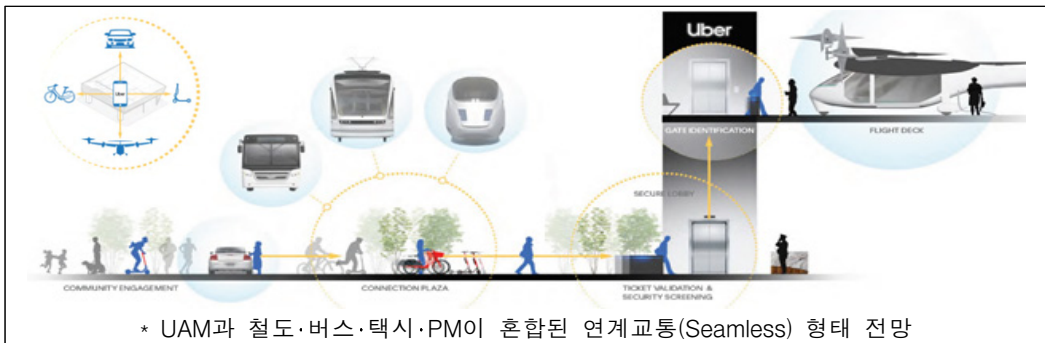 Uber
Uber
GATE IDENTIFICATION
FLIGHT DECK
SECURE LOBBY
COMMUNITY ENGAGEMENT
CONNECTION PLAZA
TICKET VALIDATION &
SECURITY SCREENING
* UAM과 철도·버스·택시·PM이 혼합된 연계교통(Seamless) 형태 전망